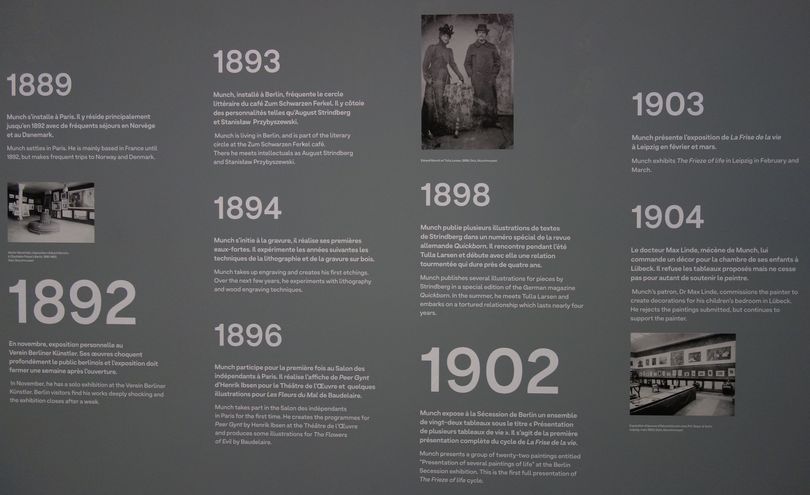 1889
Munch s'installe à Paris. Il y réside principalement
jusqu'en 1892 avec de fréquents séjours en Norvège
et au Danemark.
Munch settles in Paris. He is mainly based in France until
1892, but makes frequent trips to Norway and Denmark.
1892
En novembre, exposition personnelle au
Verein Berliner Künstler. Ses œuvres choquent
profondément le public berlinois et l'exposition doit
fermer une semaine après l'ouverture.
In November, he has a solo exhibition at the Verein Berliner
Künstler. Berlin visitors find his works deeply shocking and
the exhibition closes after a week.
1893
Munch, installé à Berlin, fréquente le cercle
littéraire du café Zum Schwarzen Ferkel. Il y côtoie
des personnalités telles qu'August Strindberg
et Stanislaw Przybyszewski.
Munch is living in Berlin, and is part of the literary
circle at the Zum Schwarzen Ferkel café.
There he meets intellectuals as August Strindberg
and Stanisław Przybyszewski.
1894
Munch s'initie à la gravure, il réalise ses premières
eaux-fortes. Il expérimente les années suivantes les
techniques de la lithographie et de la gravure sur bois.
Munch takes up engraving and creates his first etchings.
Over the next few years, he experiments with lithography
and wood engraving techniques.
1896
Munch participe pour la première fois au Salon des
indépendants à Paris. Il réalise l'affiche de Peer Gynt
d'Henrik Ibsen pour le Théâtre de l'Œuvre et quelques
illustrations pour Les Fleurs du Mal de Baudelaire.
Munch takes part in the Salon des indépendants
in Paris for the first time. He creates the programmes for
Peer Gynt by Henrik Ibsen at the Théâtre de l'Œuvre
and produces some illustrations for The Flowers
of Evil by Baudelaire.
1898
Munch publie plusieurs illustrations de textes
de Strindberg dans un numéro spécial de la revue
allemande Quickborn. Il rencontre pendant l'été
Tulla Larsen et débute avec elle une relation
tourmentée qui dure près de quatre ans.
Munch publishes several illustrations for pieces by
Strindberg in a special edition of the German magazine
Quickborn. In the summer, he meets Tulla Larsen and
embarks on a tortured relationship which lasts nearly four
years.
1902
Munch expose à la Sécession de Berlin un ensemble
de vingt-deux tableaux sous le titre « Présentation
de plusieurs tableaux de vie ». Il s'agit de la première
présentation complète du cycle de La Frise de la vie.
Munch presents a group of twenty-two paintings entitled
"Presentation of several paintings of life" at the Berlin
Secession exhibition. This is the first full presentation of
The Frieze of life cycle.
1903
Munch présente l'exposition de La Frise de la vie
à Leipzig en février et mars.
Munch exhibits The Frieze of life in Leipzig in February and
March.
1904
Le docteur Max Linde, mécène de Munch, lui
commande un décor pour la chambre de ses enfants à
Lübeck. Il refuse les tableaux proposés mais ne cesse
pas pour autant de soutenir le peintre.
Munch's patron, Dr Max Linde, commissions the painter to
create decorations for his children's bedroom in Lübeck.
He rejects the paintings submitted, but continues to
support the painter.